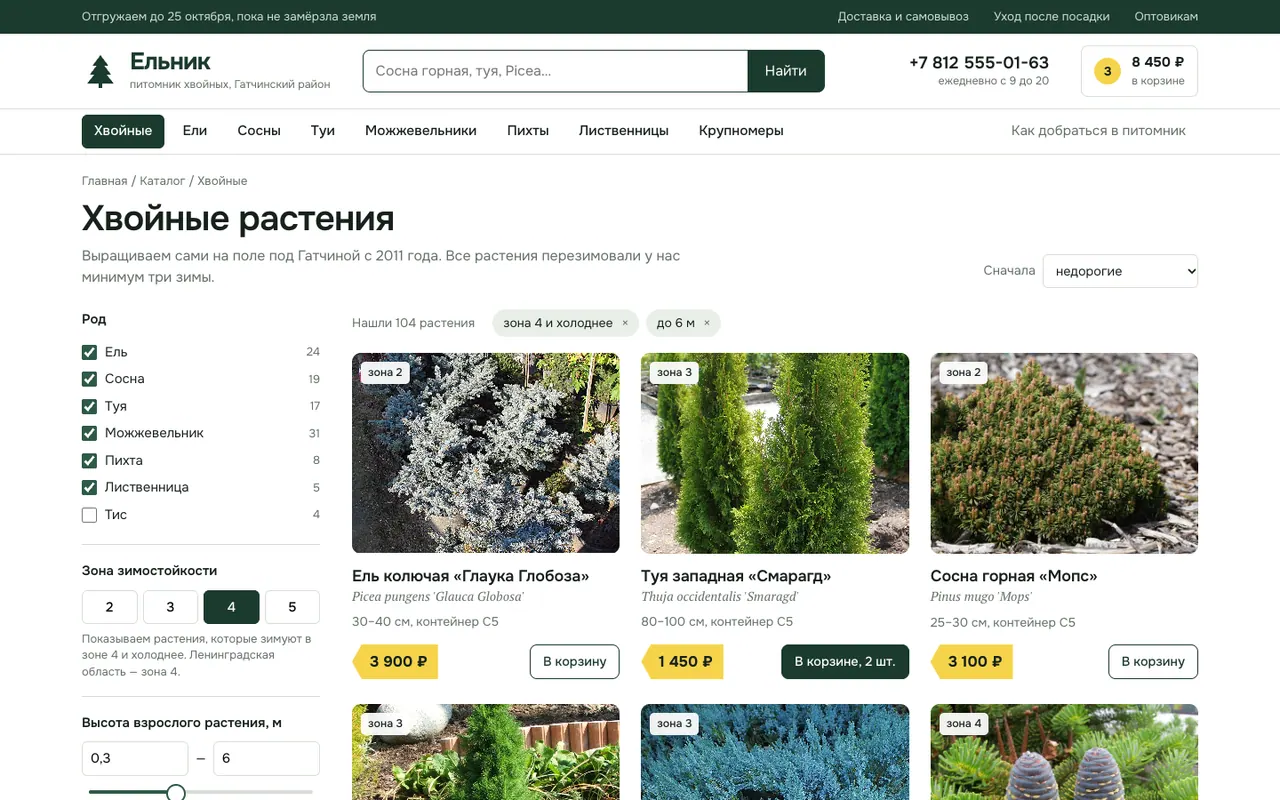 Отгружаем до 25 октября, пока не замёрзла земля
Доставка и самовывоз
Уход после посадки
Оптовикам
Ельник
питомник хвойных, Гатчинский район
Сосна горная, туя, Picea...
Найти
+7 812 555-01-63
ежедневно с 9 до 20
3
8 450 ₽
в корзине
Хвойные
Ели
Сосны
Туи
Можжевельники
Пихты
Лиственницы
Крупномеры
Как добраться в питомник
Главная / Каталог / Хвойные
Хвойные растения
Выращиваем сами на поле под Гатчиной с 2011 года. Все растения перезимовали у нас
минимум три зимы.
Сначала
недорогие
Род
Ель 24
Сосна 19
Туя 17
Можжевельник 31
Пихта 8
Лиственница 5
Тис 4
Зона зимостойкости
2 3 4 5
Показываем растения, которые зимуют в
зоне 4 и холоднее. Ленинградская
область — зона 4.
Высота взрослого растения, м
0,3 — 6
Нашли 104 растения
зона 4 и холоднее ×
до 6 м ×
зона 2
Ель колючая «Глаука Глобоза»
Picea pungens 'Glauca Globosa'
30–40 см, контейнер C5
3 900 ₽
В корзину
зона 3
Туя западная «Смарагд»
Thuja occidentalis 'Smaragd'
80–100 см, контейнер C5
1 450 ₽
В корзине, 2 шт.
зона 2
Сосна горная «Мопс»
Pinus mugo 'Mops'
25–30 см, контейнер C5
3 100 ₽
В корзину
зона 3
зона 3
зона 4